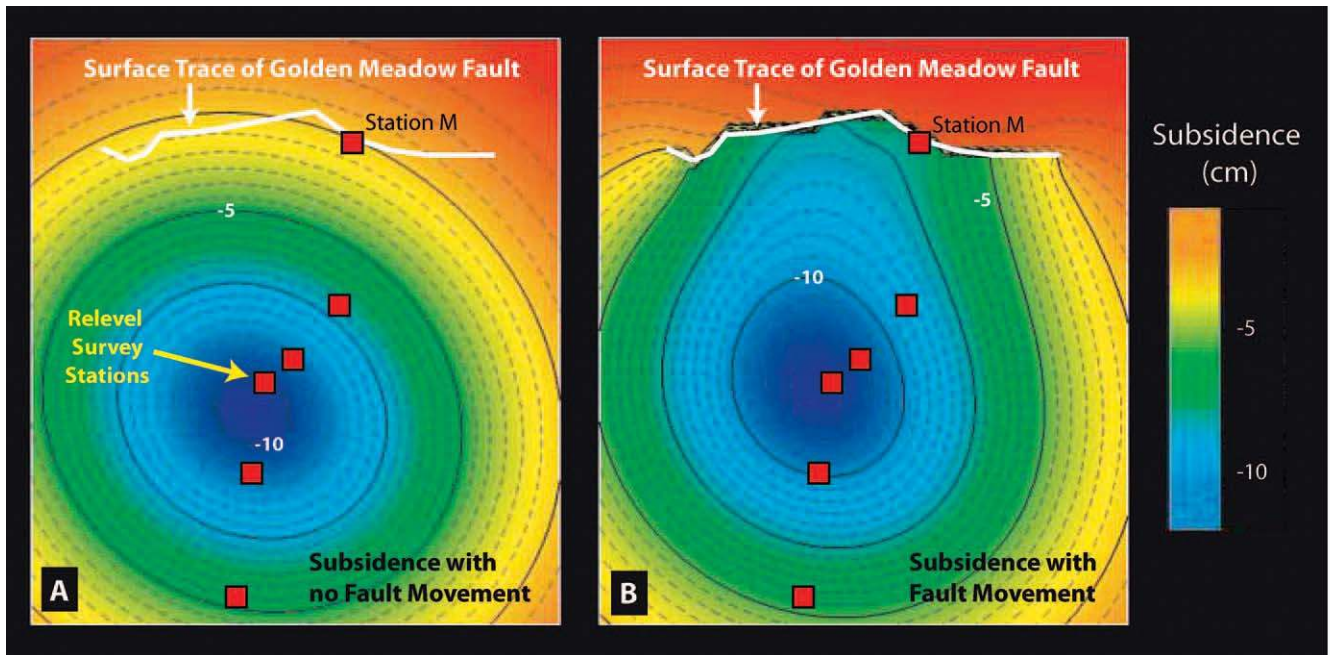 Surface Trace of Golden Meadow Fault
Station M
-5
Relevel
Survey
Stations
-10
Subsidence with
no Fault Movement
A
Surface Trace of Golden Meadow Fault
Station M
-5
-10
Subsidence with
Fault Movement
B
Subsidence
(cm)
-5
-10